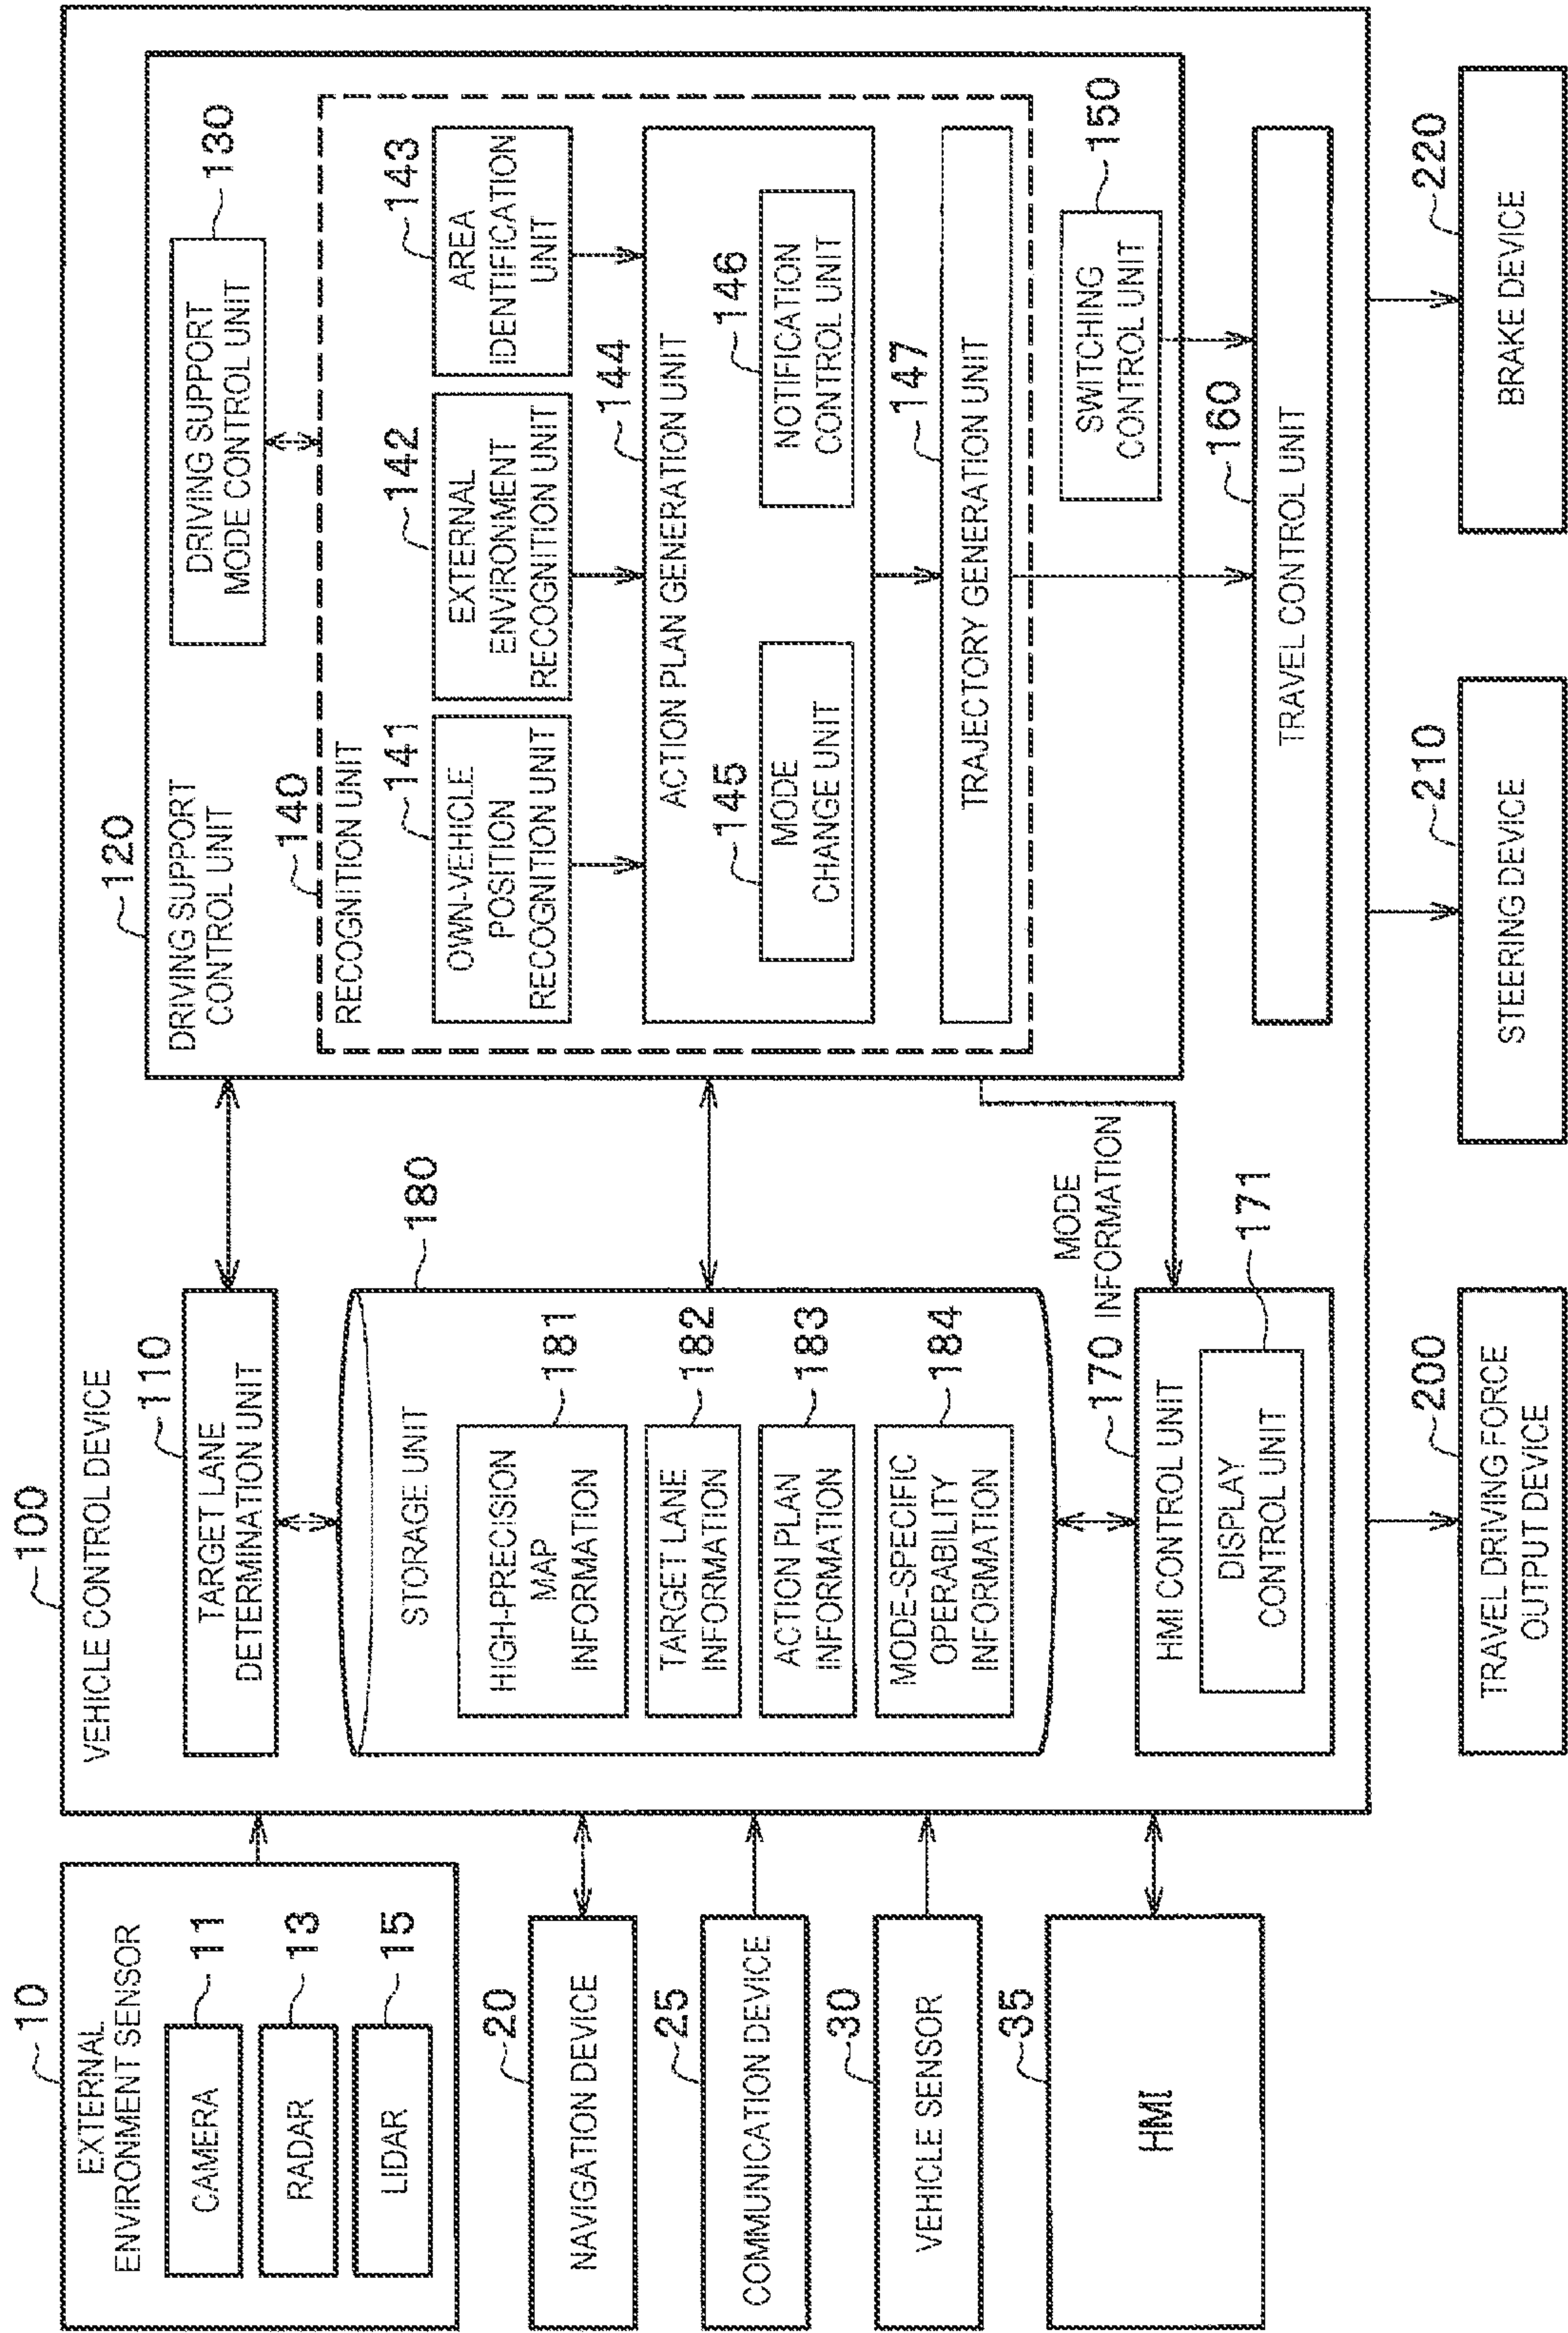 10
EXTERNAL
ENVIRONMENT SENSOR
CAMERA
11
RADAR
13
LIDAR
15
20
NAVIGATION DEVICE
25
COMMUNICATION DEVICE
30
VEHICLE SENSOR
35
HMI
100
VEHICLE CONTROL DEVICE
110
TARGET LANE
DETERMINATION UNIT
180
STORAGE UNIT
HIGH-PRECISION
MAP
INFORMATION
181
TARGET LANE
INFORMATION
182
ACTION PLAN
INFORMATION
183
MODE-SPECIFIC
OPERABILITY
INFORMATION
184
MODE
INFORMATION
170
HMI CONTROL UNIT
DISPLAY
CONTROL UNIT
171
120
DRIVING SUPPORT
CONTROL UNIT
DRIVING SUPPORT
MODE CONTROL UNIT
130
140
RECOGNITION UNIT
141
OWN-VEHICLE
POSITION
RECOGNITION UNIT
142
EXTERNAL
ENVIRONMENT
RECOGNITION UNIT
143
AREA
IDENTIFICATION
UNIT
144
ACTION PLAN GENERATION UNIT
145
MODE
CHANGE UNIT
146
NOTIFICATION
CONTROL UNIT
147
TRAJECTORY GENERATION UNIT
SWITCHING
CONTROL UNIT
150
160
TRAVEL CONTROL UNIT
200
TRAVEL DRIVING FORCE
OUTPUT DEVICE
210
STEERING DEVICE
220
BRAKE DEVICE